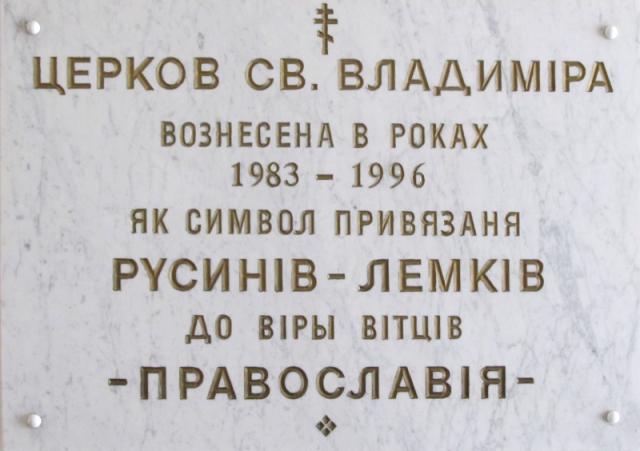 ЦЕРКОВ СВ. ВЛАДИМІРА
ВОЗНЕСЕНА В РОКАХ
1983 – 1996
ЯК СИМВОЛ ПРИВЯЗАНЯ
РУСИНІВ – ЛЕМКІВ
ДО ВІРЫ ВІТЦІВ
– ПРАВОСЛАВІЯ –